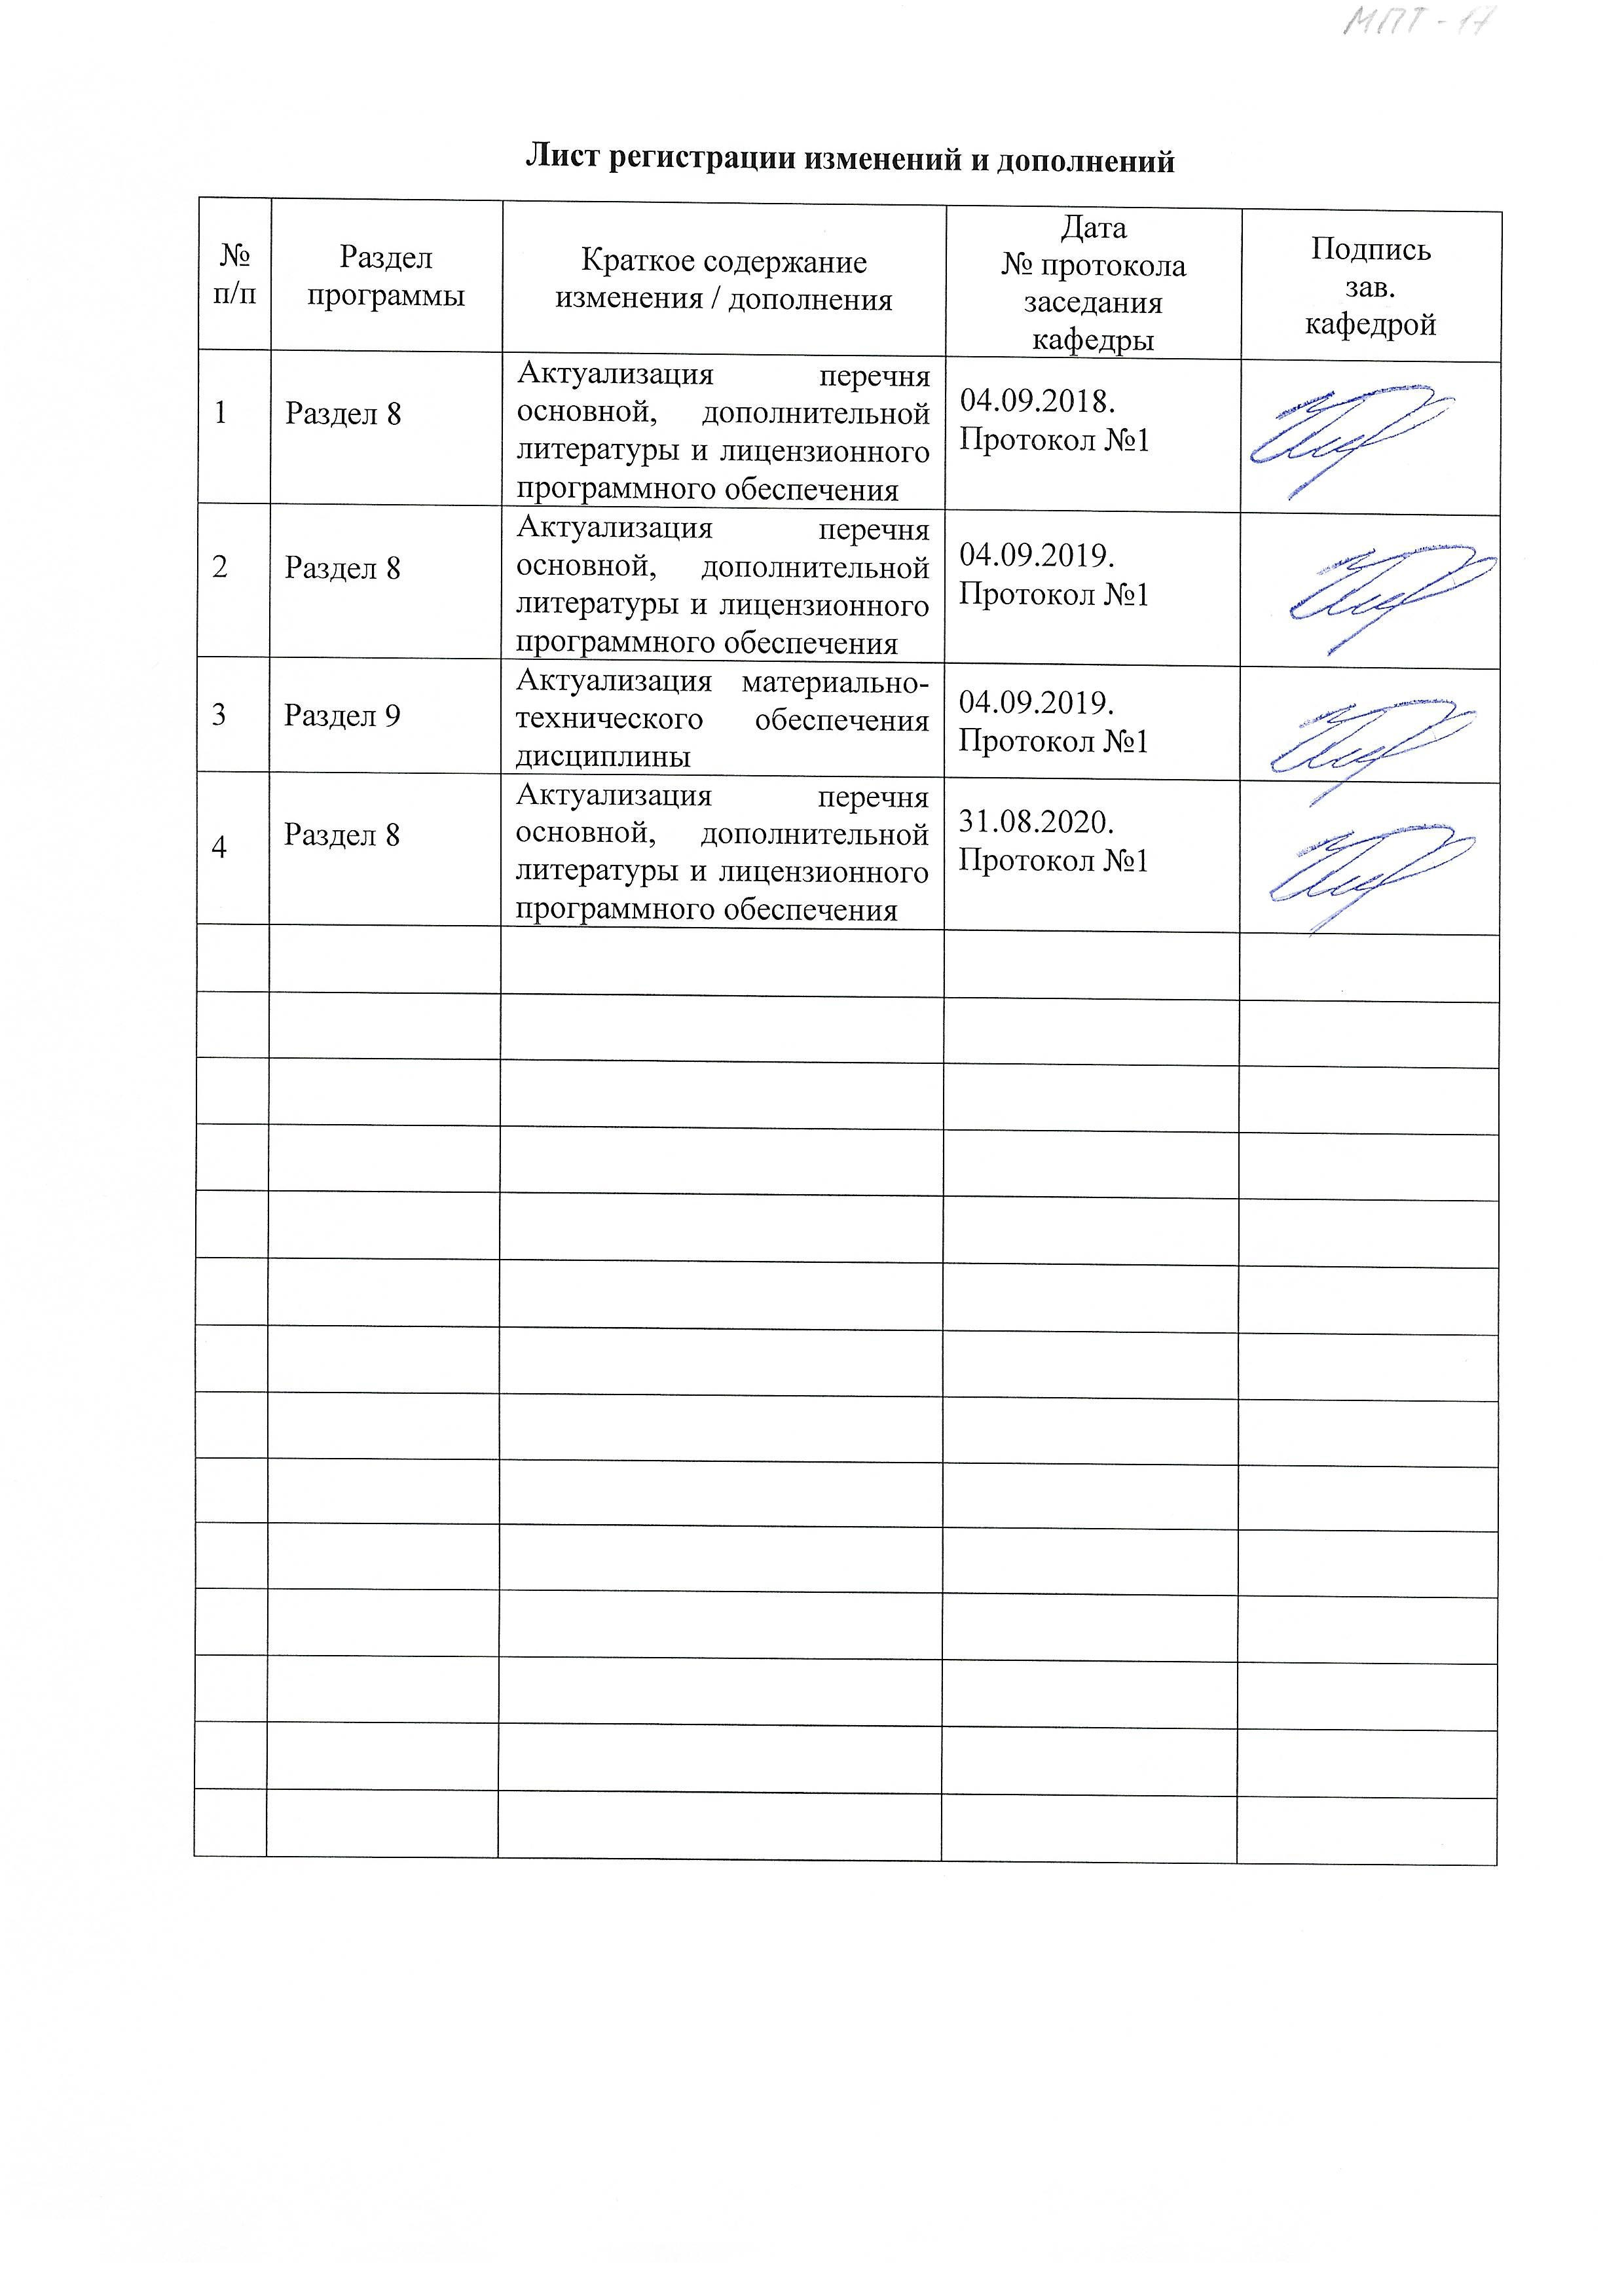 МПТ - 17
Лист регистрации изменений и дополнений
№
п/п
Раздел
программы
Краткое содержание
изменения / дополнения
Дата
№ протокола
заседания
кафедры
Подпись
зав.
кафедрой
1
Раздел 8
Актуализация перечня
основной, дополнительной
литературы и лицензионного
программного обеспечения
04.09.2018.
Протокол №1
2
Раздел 8
Актуализация перечня
основной, дополнительной
литературы и лицензионного
программного обеспечения
04.09.2019.
Протокол №1
3
Раздел 9
Актуализация материально-
технического обеспечения
дисциплины
04.09.2019.
Протокол №1
4
Раздел 8
Актуализация перечня
основной, дополнительной
литературы и лицензионного
программного обеспечения
31.08.2020.
Протокол №1